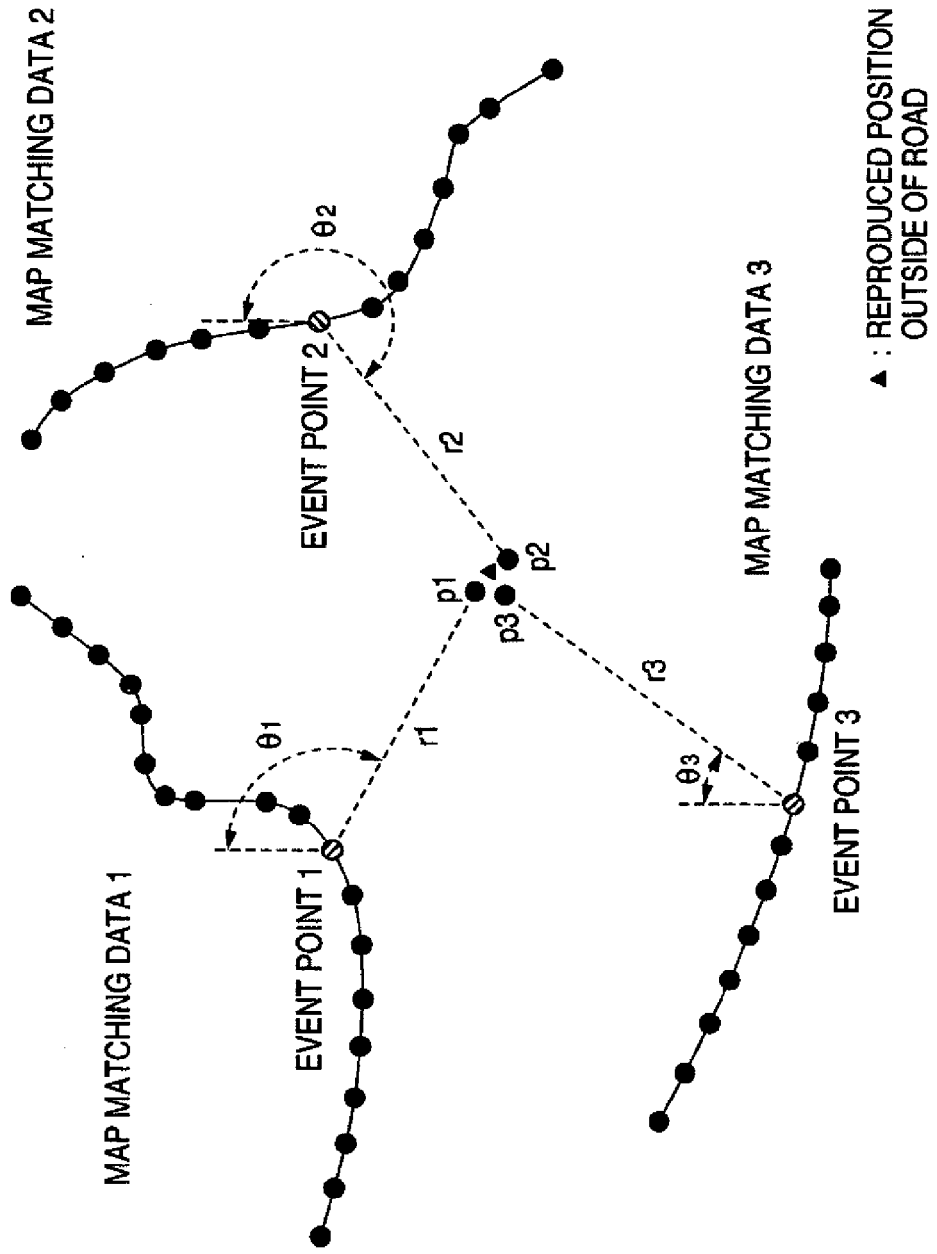 MAP MATCHING DATA 1
MAP MATCHING DATA 2
θ1
θ2
EVENT POINT 1
EVENT POINT 2
r1
r2
p1
p2
p3
r3
θ3
MAP MATCHING DATA 3
EVENT POINT 3
▲ : REPRODUCED POSITION
OUTSIDE OF ROAD